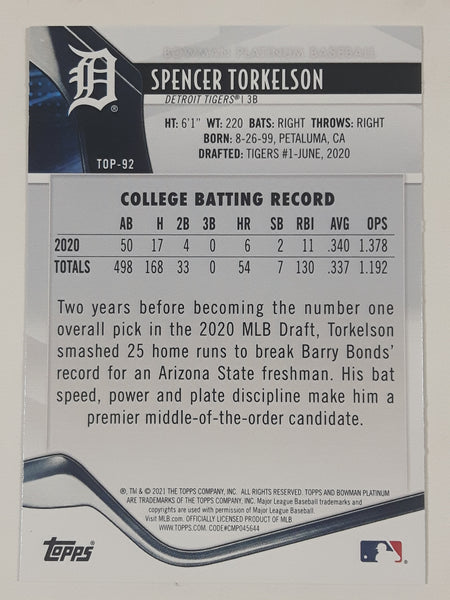 BOWMAN PLATINUM BASEBALL
D ®
SPENCER TORKELSON
DETROIT TIGERS® | 3B
HT: 6'1" WT: 220 BATS: RIGHT THROWS: RIGHT
BORN: 8-26-99, PETALUMA, CA
DRAFTED: TIGERS #1-JUNE, 2020
TOP-92
COLLEGE BATTING RECORD
AB H 2B 3B HR SB RBI AVG OPS
2020 50 17 4 0 6 2 11 .340 1.378
TOTALS 498 168 33 0 54 7 130 .337 1.192
Two years before becoming the number one
overall pick in the 2020 MLB Draft, Torkelson
smashed 25 home runs to break Barry Bonds'
record for an Arizona State freshman. His bat
speed, power and plate discipline make him a
premier middle-of-the-order candidate.
®, TM & © 2021 THE TOPPS COMPANY, INC. ALL RIGHTS RESERVED. TOPPS AND BOWMAN PLATINUM
ARE TRADEMARKS OF THE TOPPS COMPANY, INC. Major League Baseball trademarks and
copyrights are used with permission of Major League Baseball.
Visit MLB.com. OFFICIALLY LICENSED PRODUCT OF MLB.
WWW.TOPPS.COM. CODE#CMP045644
topps